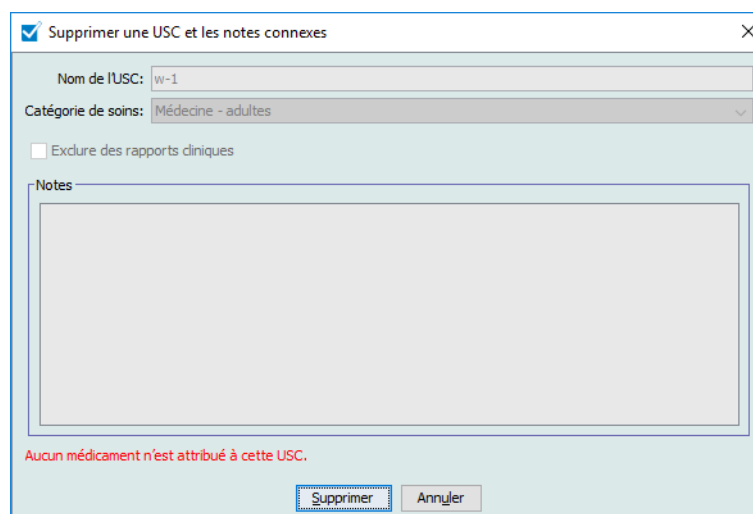 Supprimer une USC et les notes connexes
Nom de l'USC: w-1
Catégorie de soins: Médecine - adultes
Exclure des rapports cliniques
Notes
Aucun médicament n'est attribué à cette USC.
Supprimer Annuler